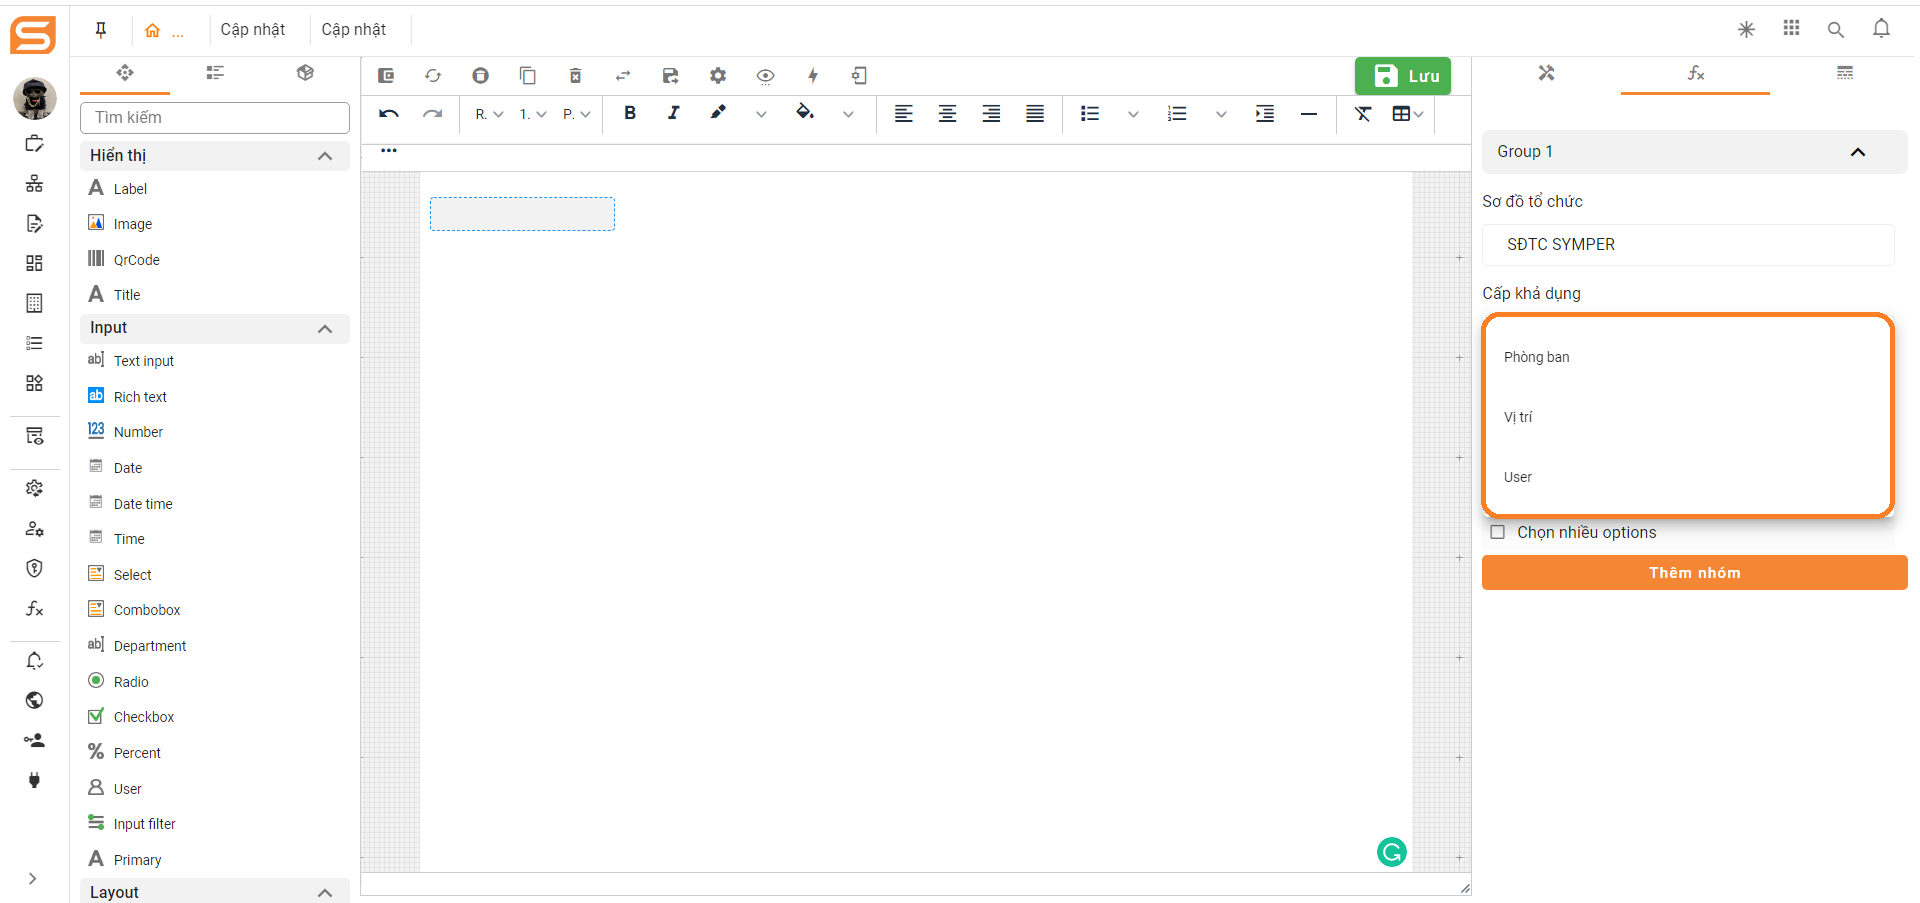 ... Cập nhật Cập nhật
Lưu
Tìm kiếm
R. 1. P. B I
Hiển thị
Label
Image
QrCode
Title
Input
Text input
Rich text
Number
Date
Date time
Time
Select
Combobox
Department
Radio
Checkbox
Percent
User
Input filter
Primary
Layout
Group 1
Sơ đồ tổ chức
SĐTC SYMPER
Cấp khả dụng
Phòng ban
Vị trí
User
Chọn nhiều options
Thêm nhóm